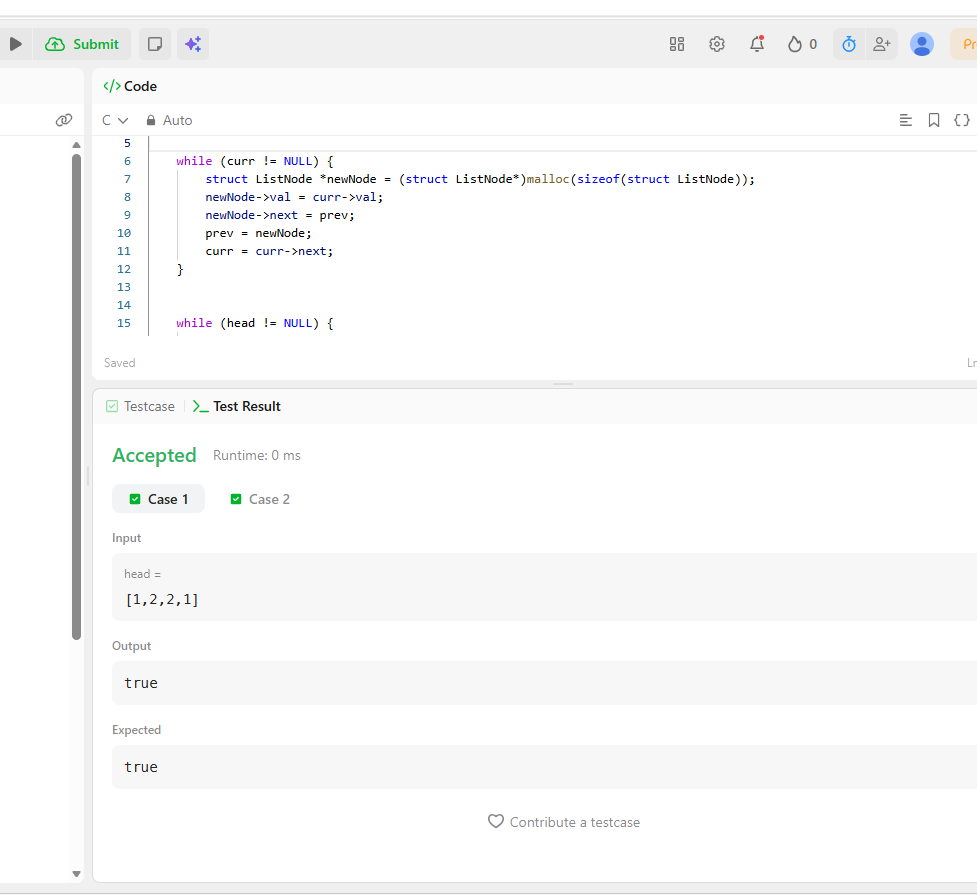 Submit
0
Pr
</> Code
C
Auto
5
6 while (curr != NULL) {
7 struct ListNode *newNode = (struct ListNode*)malloc(sizeof(struct ListNode));
8 newNode->val = curr->val;
9 newNode->next = prev;
10 prev = newNode;
11 curr = curr->next;
12 }
13
14
15 while (head != NULL) {
Saved
Ln
Testcase
Test Result
Accepted Runtime: 0 ms
Case 1 Case 2
Input
head =
[1,2,2,1]
Output
true
Expected
true
Contribute a testcase